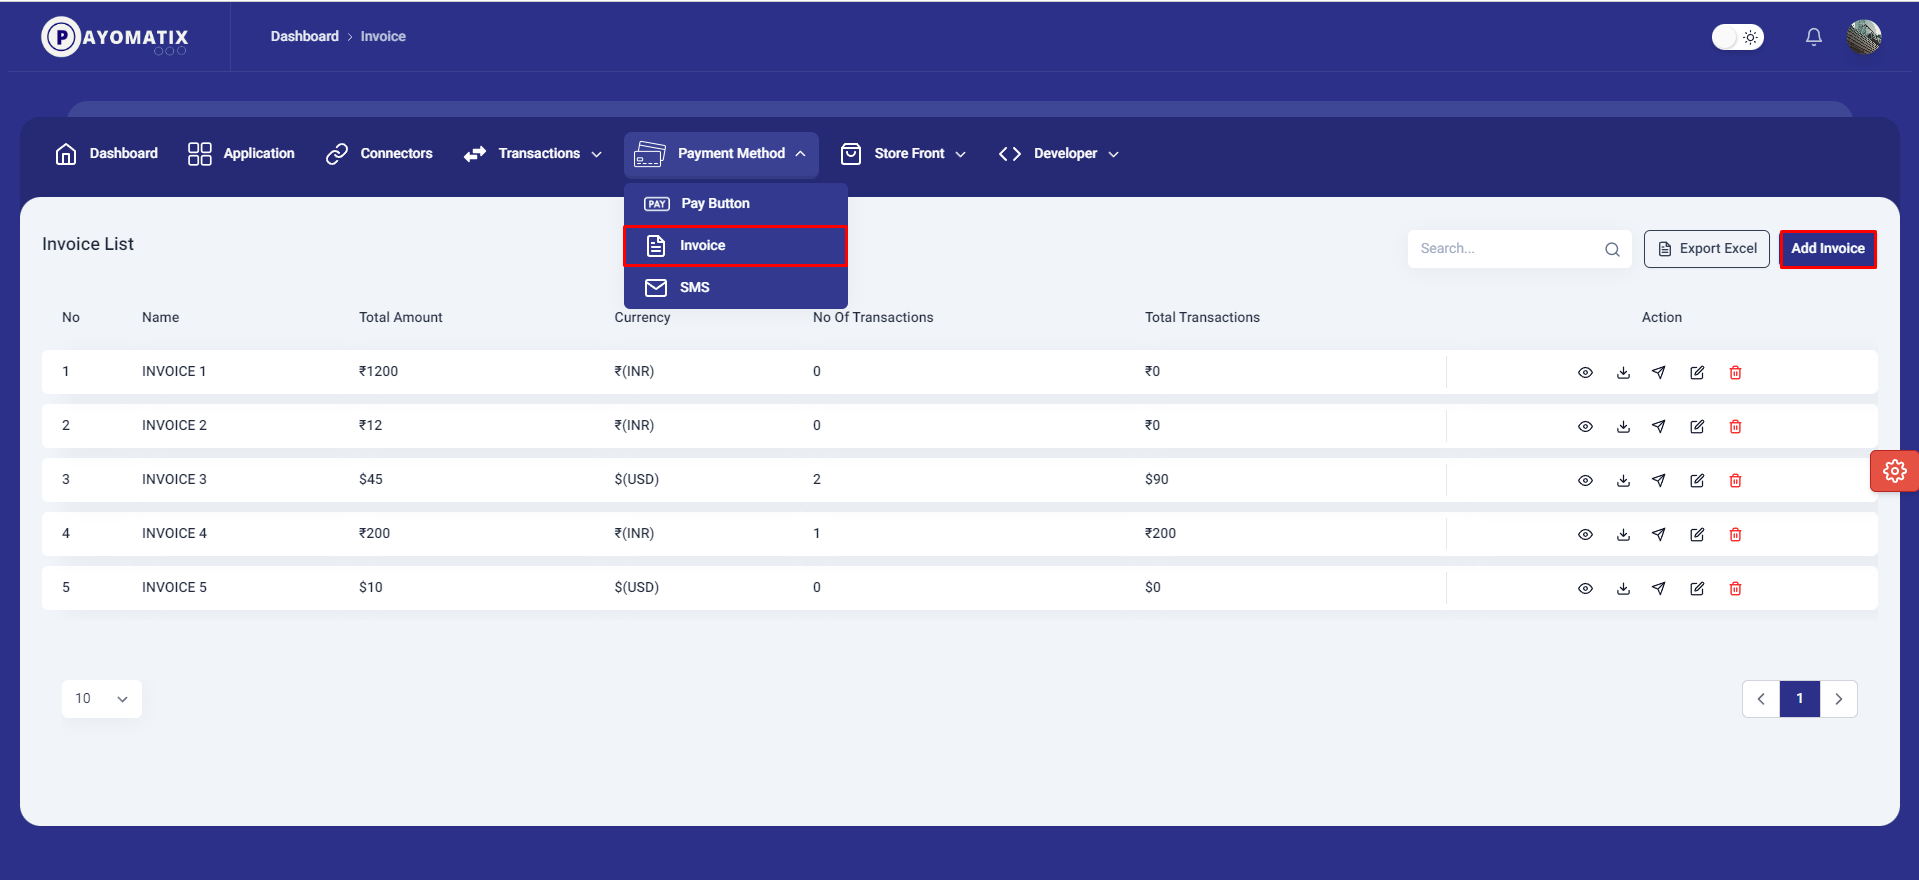 PAYOMATIX
Dashboard > Invoice
Dashboard Application Connectors Transactions Payment Method Store Front Developer
PAY Pay Button
Invoice
SMS
Invoice List
Search...
Export Excel
Add Invoice
No Name Total Amount Currency No Of Transactions Total Transactions Action
1 INVOICE 1 ₹1200 ₹(INR) 0 ₹0
2 INVOICE 2 ₹12 ₹(INR) 0 ₹0
3 INVOICE 3 $45 $(USD) 2 $90
4 INVOICE 4 ₹200 ₹(INR) 1 ₹200
5 INVOICE 5 $10 $(USD) 0 $0
10
1